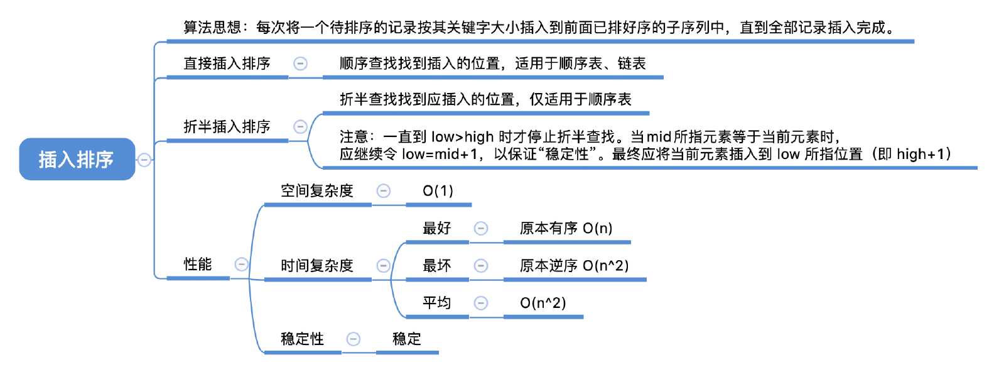 插入排序
算法思想：每次将一个待排序的记录按其关键字大小插入到前面已排好序的子序列中，直到全部记录插入完成。
直接插入排序
顺序查找找到插入的位置，适用于顺序表、链表
折半插入排序
折半查找找到应插入的位置，仅适用于顺序表
注意：一直到 low>high 时才停止折半查找。当mid所指元素等于当前元素时，
应继续令 low=mid+1，以保证“稳定性”。最终应将当前元素插入到 low 所指位置（即 high+1）
性能
空间复杂度
O(1)
时间复杂度
最好
原本有序 O(n)
最坏
原本逆序 O(n^2)
平均
O(n^2)
稳定性
稳定